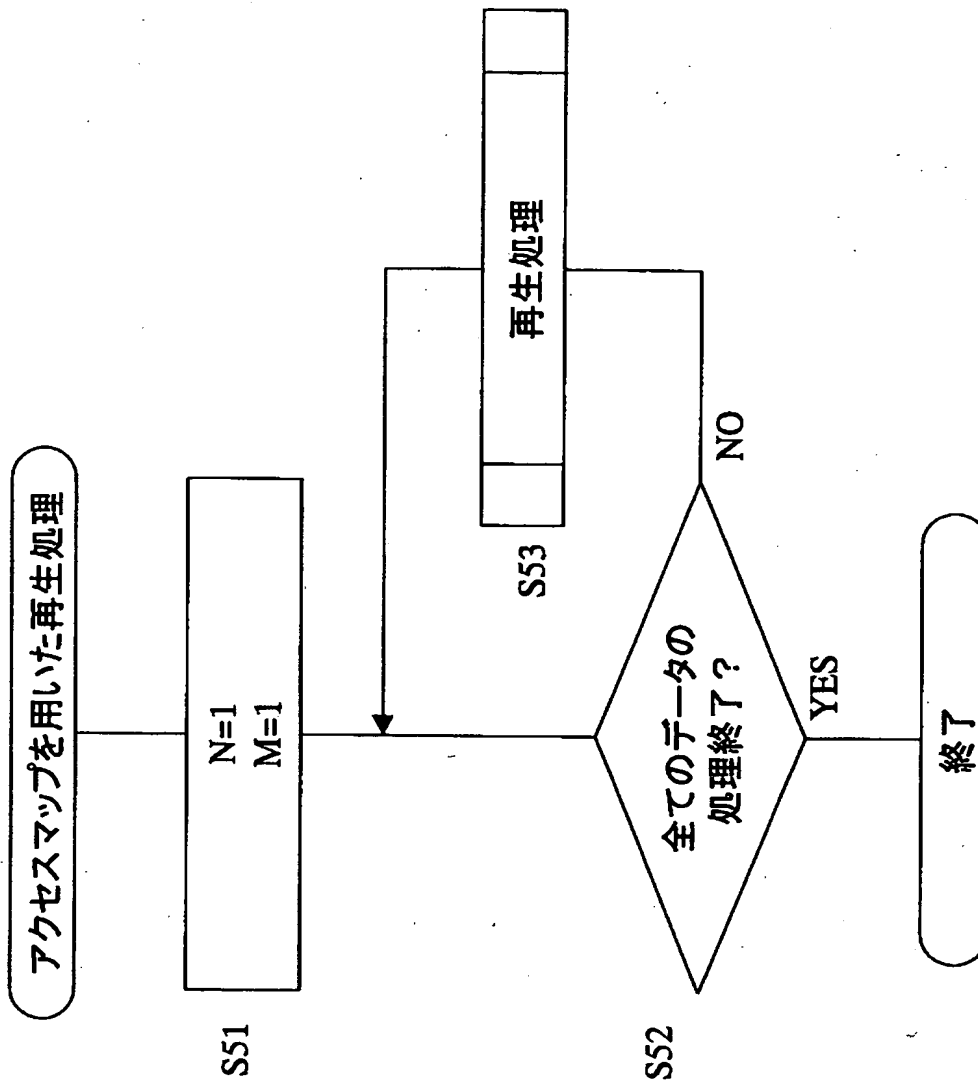 アクセスマップを用いた再生処理
S51
N=1
M=1
S52
全てのデータの
処理終了?
NO
YES
S53
再生処理
終了